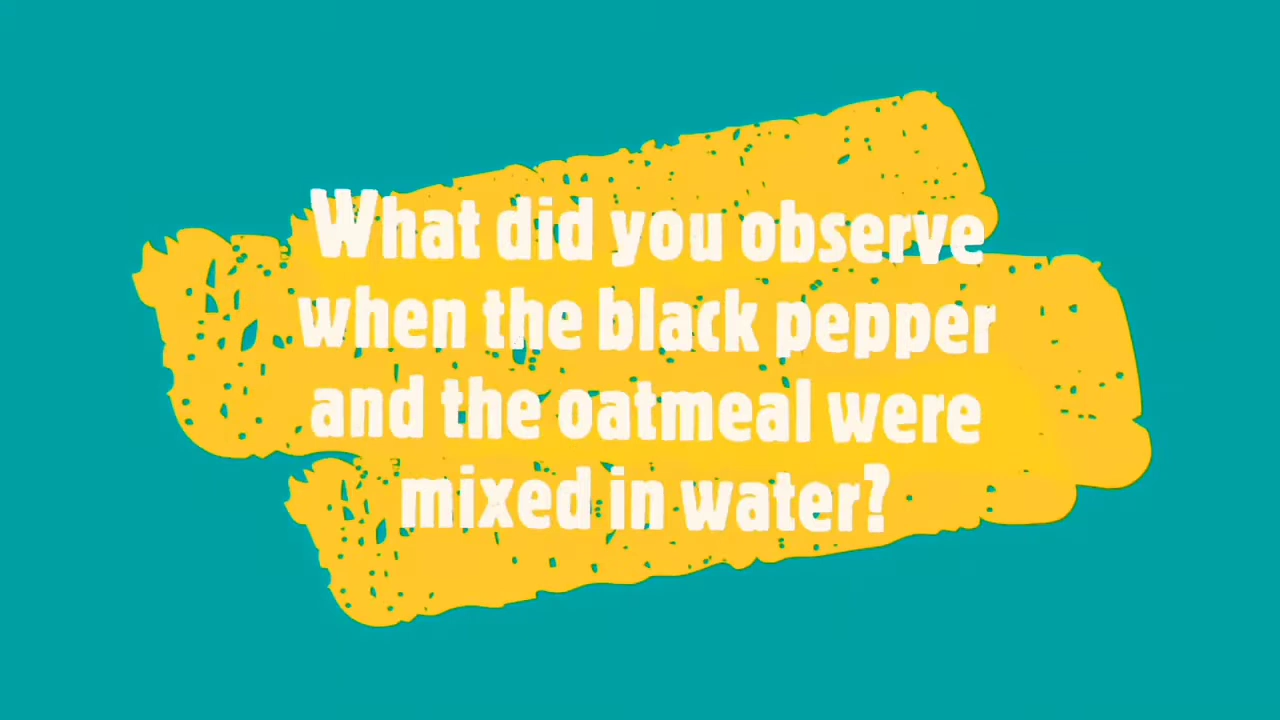 What did you observe
when the black pepper
and the oatmeal were
mixed in water?